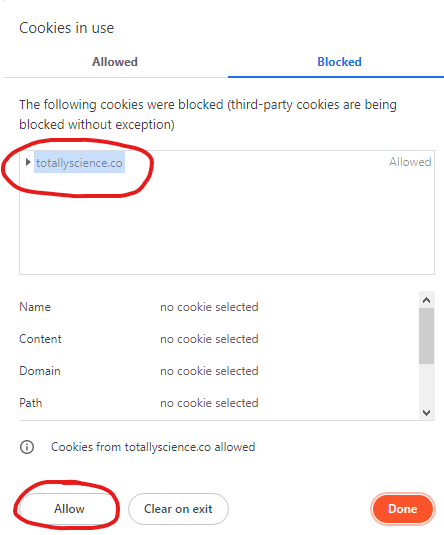 Cookies in use
Allowed Blocked
The following cookies were blocked (third-party cookies are being
blocked without exception)
totallyscience.co Allowed
Name no cookie selected
Content no cookie selected
Domain no cookie selected
Path no cookie selected
Cookies from totallyscience.co allowed
Allow Clear on exit Done